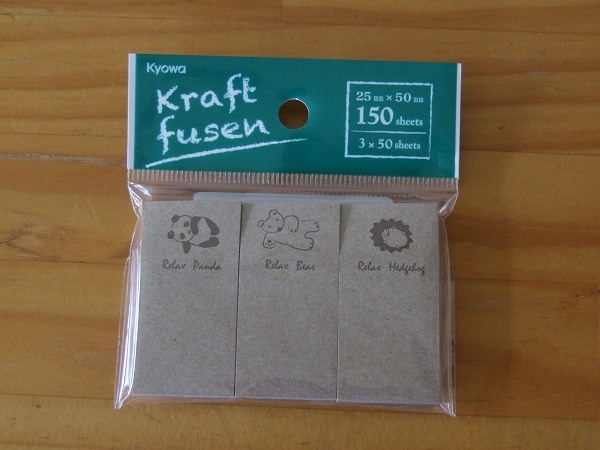 Kyowa
Kraft
fusen
25mm×50mm
150 sheets
3×50 sheets
Relax Panda
Relax Bear
Relax Hedgehog